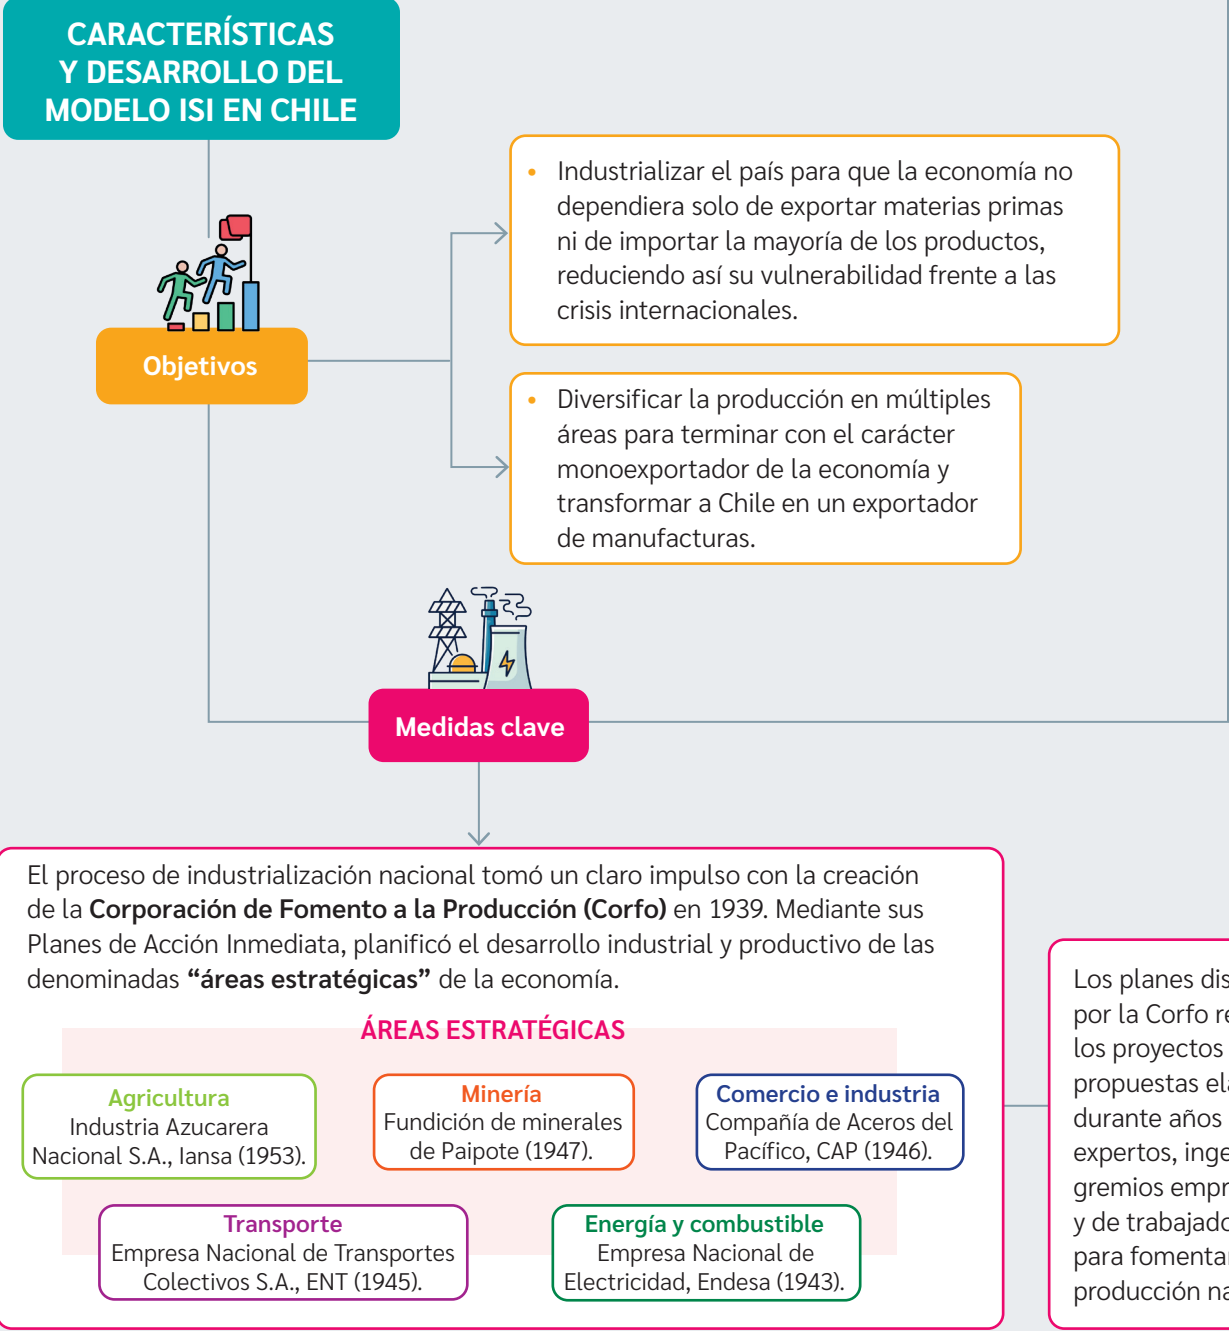 CARACTERÍSTICAS
Y DESARROLLO DEL
MODELO ISI EN CHILE
Objetivos
• Industrializar el país para que la economía no
dependiera solo de exportar materias primas
ni de importar la mayoría de los productos,
reduciendo así su vulnerabilidad frente a las
crisis internacionales.
• Diversificar la producción en múltiples
áreas para terminar con el carácter
monoexportador de la economía y
transformar a Chile en un exportador
de manufacturas.
Medidas clave
El proceso de industrialización nacional tomó un claro impulso con la creación
de la Corporación de Fomento a la Producción (Corfo) en 1939. Mediante sus
Planes de Acción Inmediata, planificó el desarrollo industrial y productivo de las
denominadas “áreas estratégicas” de la economía.
ÁREAS ESTRATÉGICAS
Agricultura
Industria Azucarera
Nacional S.A., Iansa (1953).
Minería
Fundición de minerales
de Paipote (1947).
Comercio e industria
Compañía de Aceros del
Pacífico, CAP (1946).
Transporte
Empresa Nacional de Transportes
Colectivos S.A., ENT (1945).
Energía y combustible
Empresa Nacional de
Electricidad, Endesa (1943).
Los planes
por la Corfo
los proyectos
propuestas
durante años
expertos,
gremios
y de
para
producción